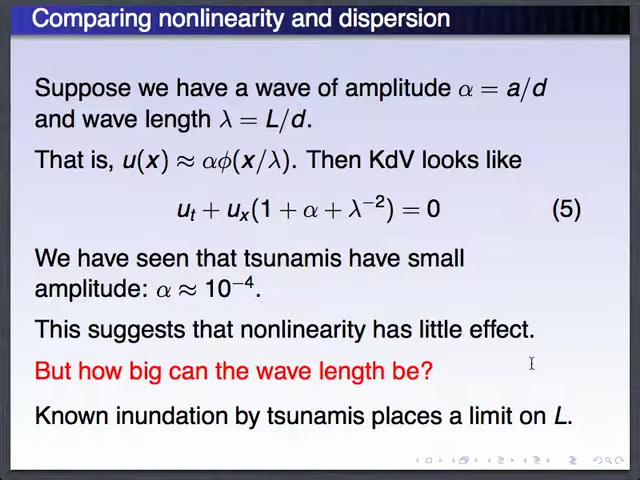 Comparing nonlinearity and dispersion
Suppose we have a wave of amplitude α = a/d
and wave length λ = L/d.
That is, u(x) ≈ αϕ(x/λ). Then KdV looks like
uₜ + uₓ(1 + α + λ⁻²) = 0 (5)
We have seen that tsunamis have small
amplitude: α ≈ 10⁻⁴.
This suggests that nonlinearity has little effect.
But how big can the wave length be?
Known inundation by tsunamis places a limit on L.